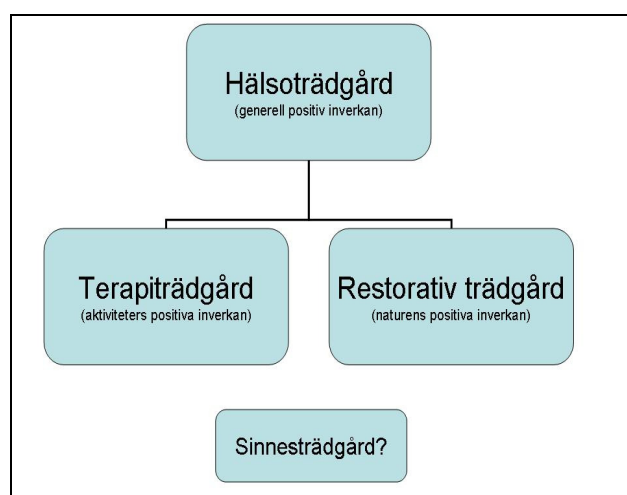 Hälsoträdgård
(generell positiv inverkan)
Terapiträdgård
(aktiviteters positiva inverkan)
Restorativ trädgård
(naturens positiva inverkan)
Sinnesträdgård?